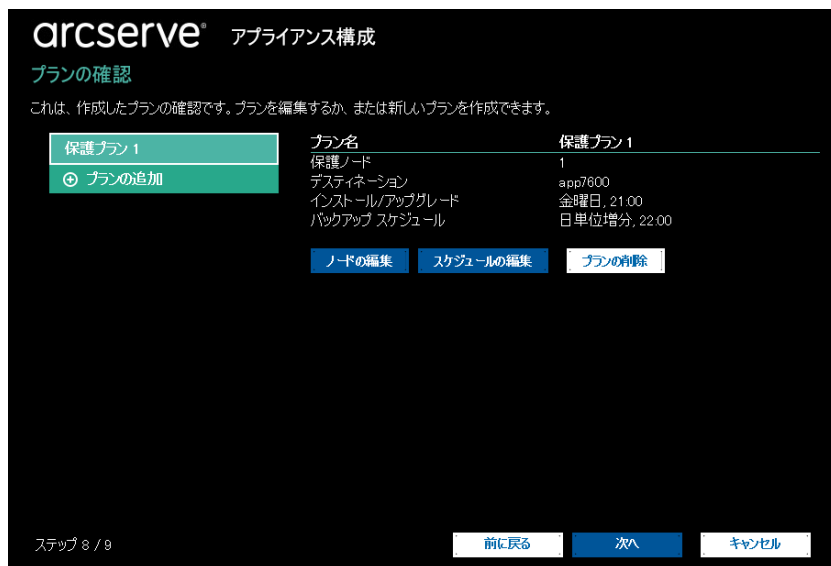 arcserve® アプライアンス構成
プランの確認
これは、作成したプランの確認です。プランを編集するか、または新しいプランを作成できます。
保護プラン 1
⊕ プランの追加
プラン名 保護プラン 1
保護ノード 1
デスティネーション app7600
インストール/アップグレード 金曜日, 21:00
バックアップ スケジュール 日単位増分, 22:00
ノードの編集 スケジュールの編集 プランの削除
ステップ 8 / 9 前に戻る 次へ キャンセル